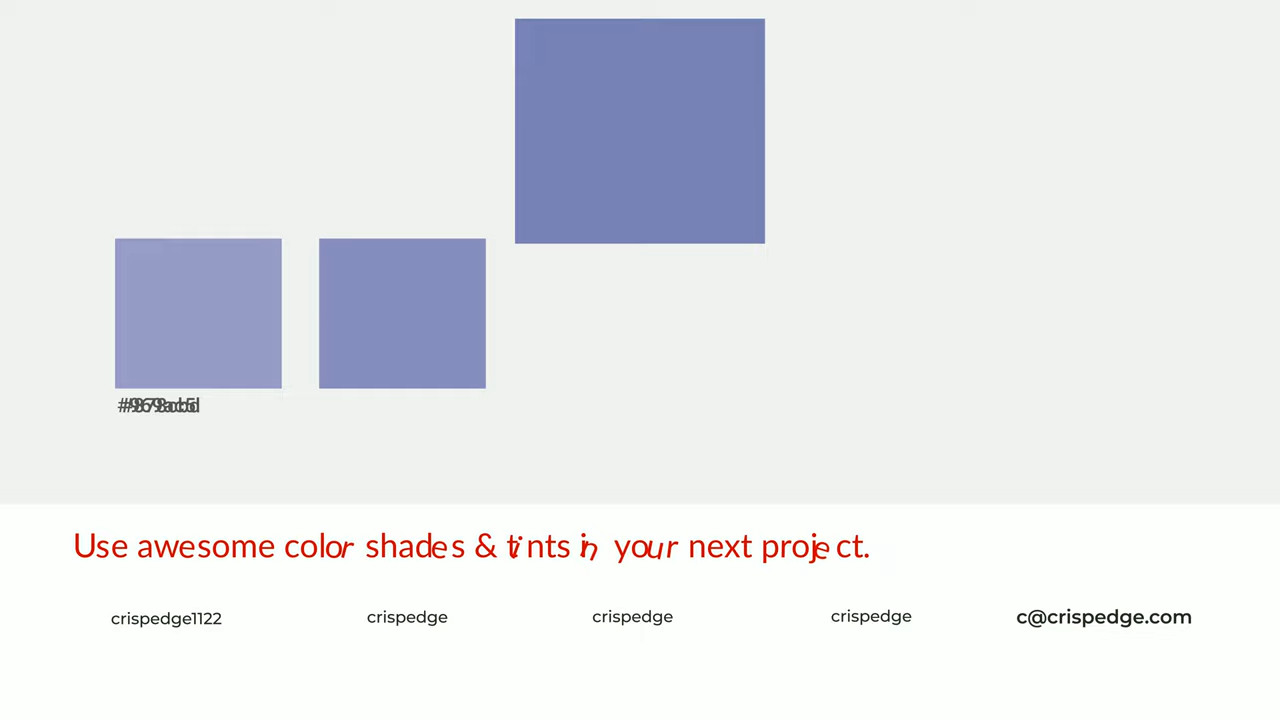 Use awesome color shades & tints in your next project.
crispedge1122 crispedge crispedge crispedge c@crispedge.com